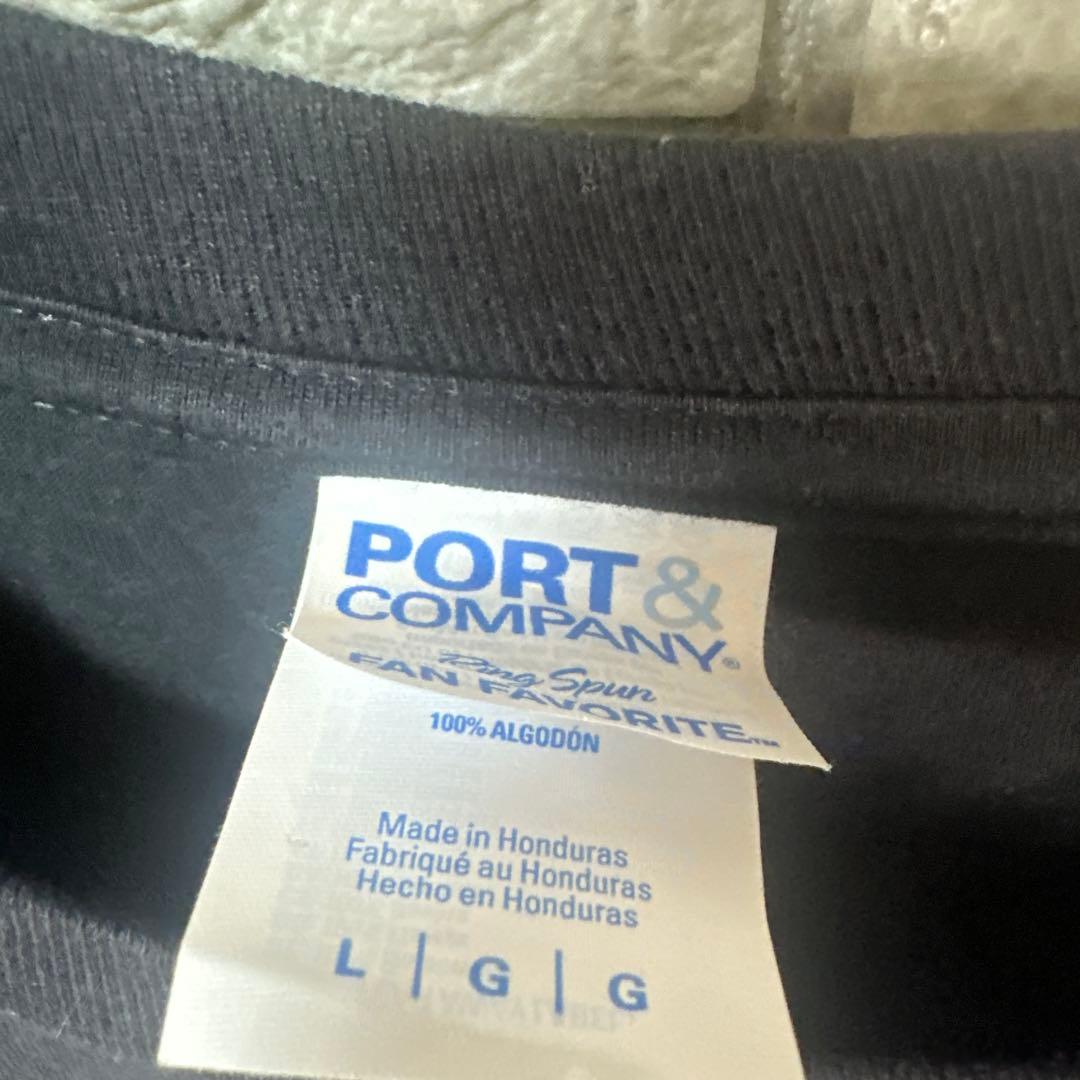 PORT &
COMPANY®
Ring Spun
FAN FAVORITE™
100% ALGODÓN
Made in Honduras
Fabriqué au Honduras
Hecho en Honduras
L | G | G